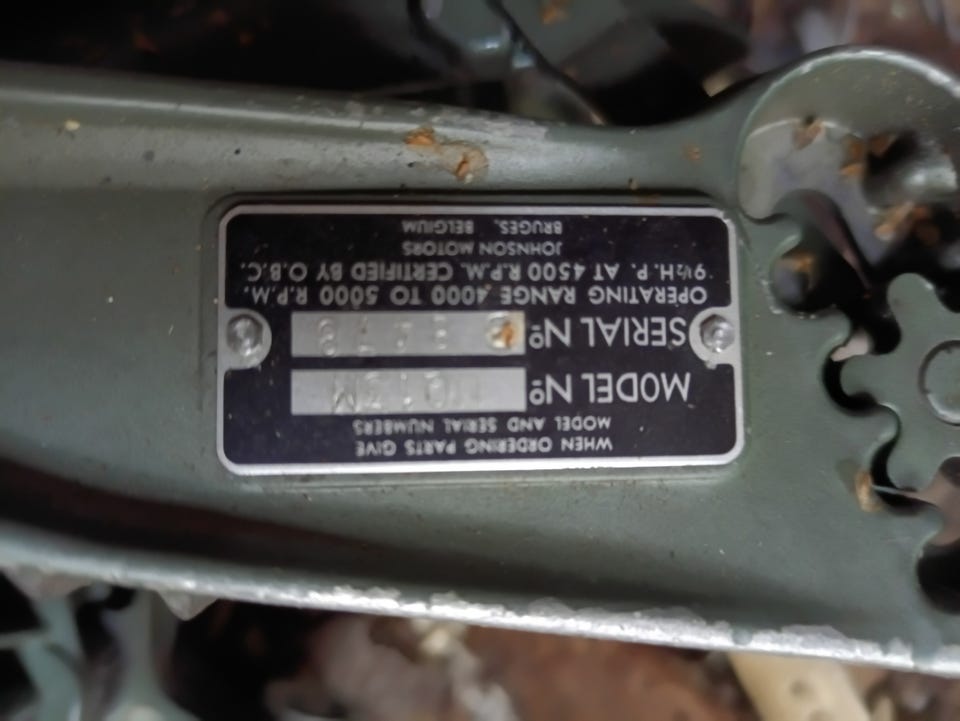 WHEN ORDERING PARTS GIVE
MODEL AND SERIAL NUMBERS
MODEL Nº
SERIAL Nº
OPERATING RANGE 4000 TO 5000 R.P.M.
9½ H.P. AT 4500 R.P.M. CERTIFIED BY O.B.C.
JOHNSON MOTORS
BRUGES, BELGIUM